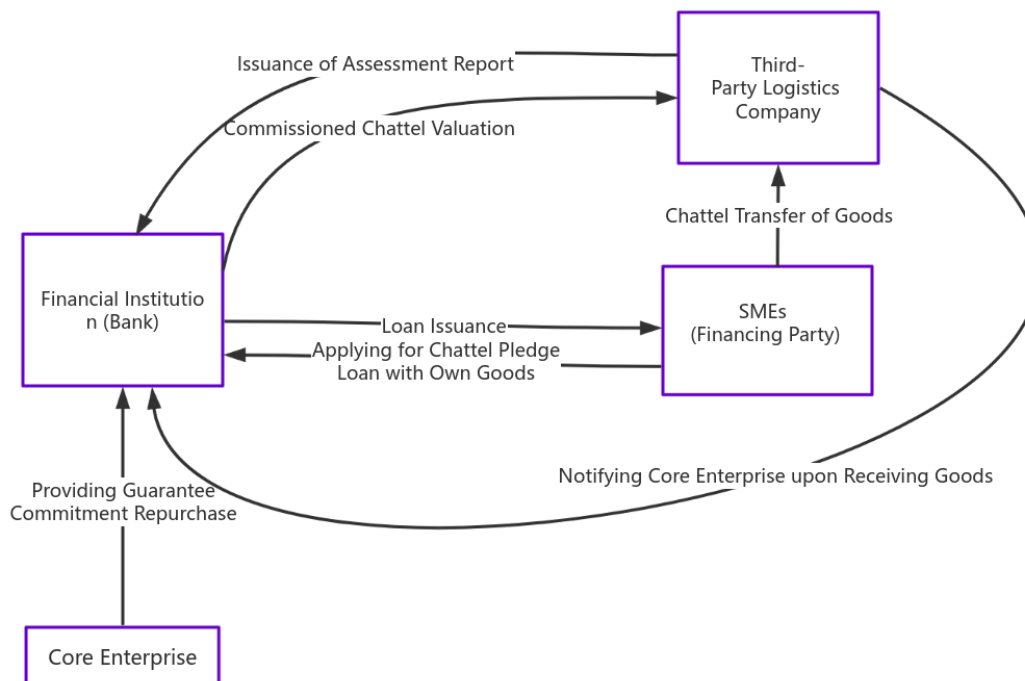 Issuance of Assessment Report
Third-
Party Logistics
Company
Commissioned Chattel Valuation
Chattel Transfer of Goods
Financial Institutio
n (Bank)
SMEs
(Financing Party)
Loan Issuance
Applying for Chattel Pledge
Loan with Own Goods
Notifying Core Enterprise upon Receiving Goods
Providing Guarantee
Commitment Repurchase
Core Enterprise